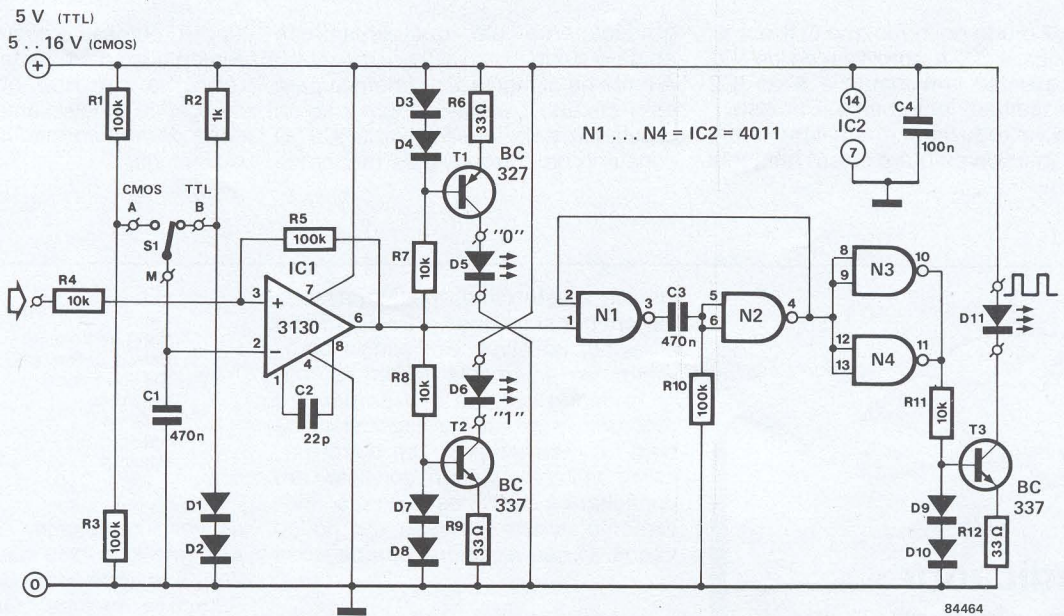 5 V (TTL)
5 . . 16 V (CMOS)
+
R1
100k
R2
1k
D3
D4
R6
33Ω
T1
BC
327
N1 . . . N4 = IC2 = 4011
14
IC2
7
C4
100n
CMOS
A
TTL
B
S1
M
R5
100k
R7
10k
"0"
D5
R4
10k
IC1
3130
3
+
7
2
−
6
4
8
1
C2
22p
C1
470n
R8
10k
D6
"1"
T2
BC
337
2
1
N1
3
C3
470n
5
6
N2
4
8
9
N3
10
12
13
N4
11
D11
R10
100k
R11
10k
T3
BC
337
R3
100k
D1
D2
D7
D8
R9
33Ω
D9
D10
R12
33Ω
0
84464